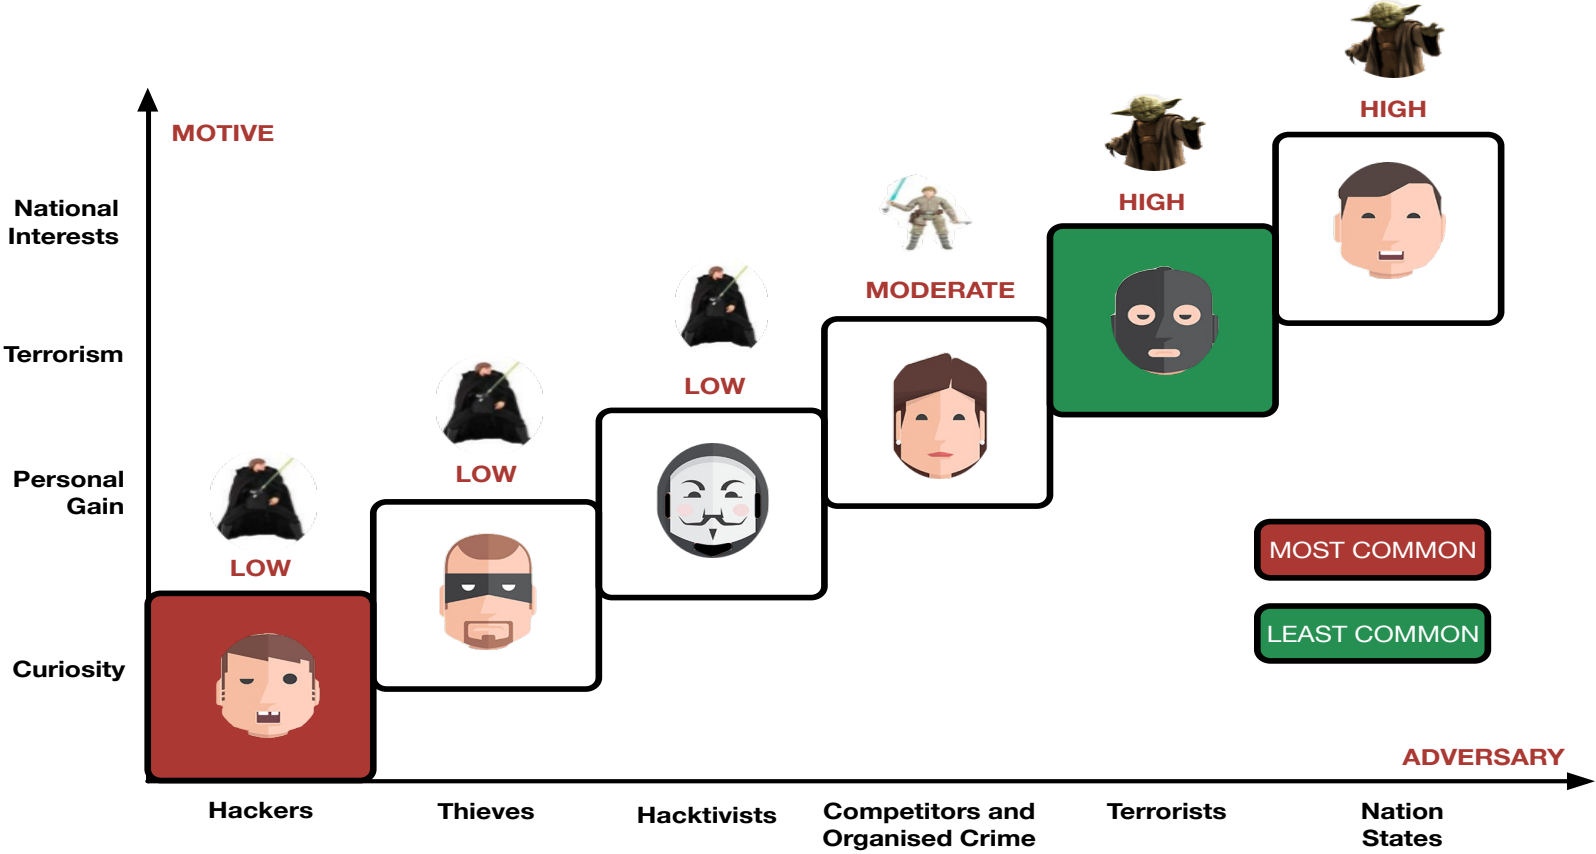 MOTIVE
National
Interests
Terrorism
Personal
Gain
Curiosity
LOW
LOW
LOW
MODERATE
HIGH
HIGH
MOST COMMON
LEAST COMMON
ADVERSARY
Hackers
Thieves
Hacktivists
Competitors and
Organised Crime
Terrorists
Nation
States